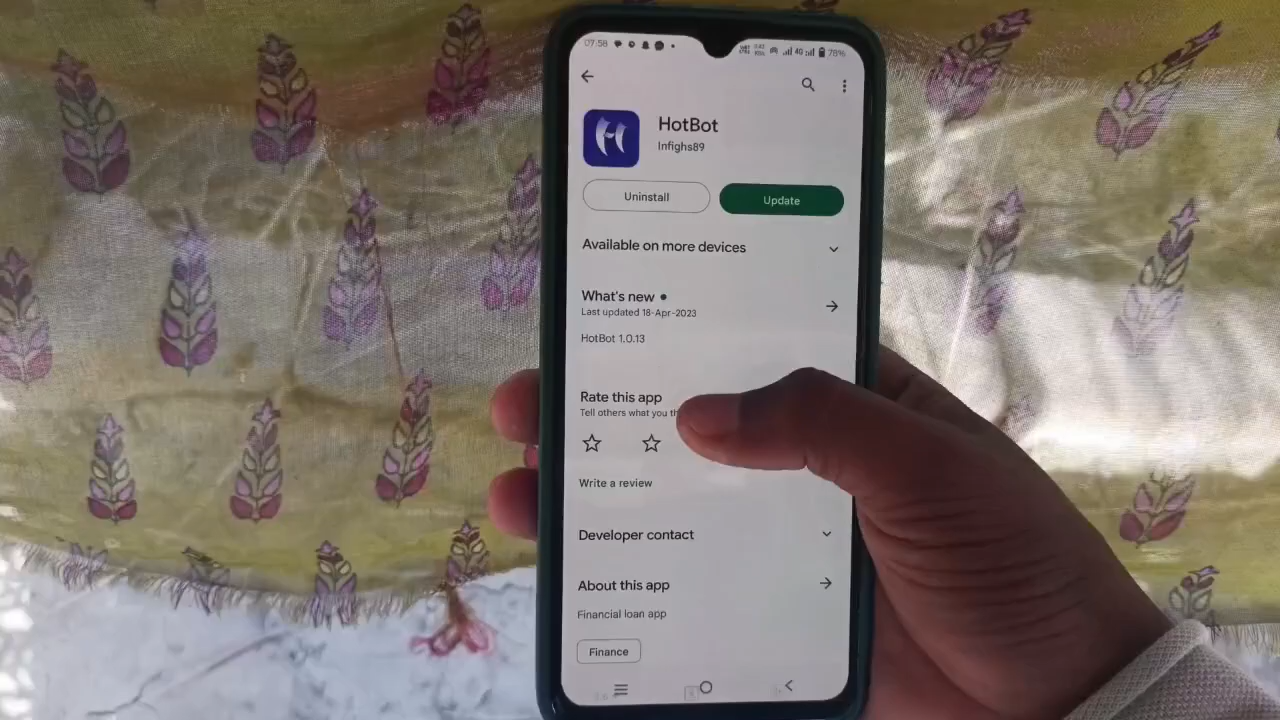 07:58
4G
78%
HotBot
Infighs89
Uninstall
Update
Available on more devices
What's new
Last updated 18-Apr-2023
HotBot 1.0.13
Rate this app
Tell others what you
Write a review
Developer contact
About this app
Financial loan app
Finance